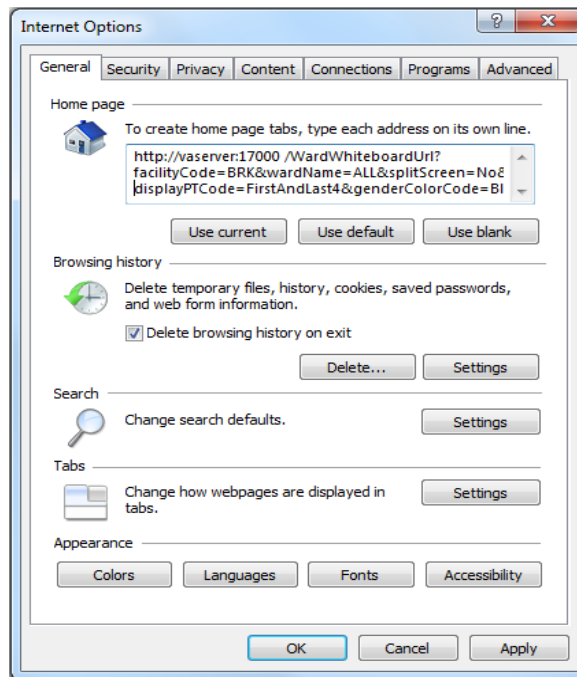 Internet Options
General Security Privacy Content Connections Programs Advanced
Home page
To create home page tabs, type each address on its own line.
http://vaserver:17000 /WardWhiteboardUrl?
facilityCode=BRK&wardName=ALL&splitScreen=No&
displayPTCode=FirstAndLast4&genderColorCode=Bl
Use current Use default Use blank
Browsing history
Delete temporary files, history, cookies, saved passwords,
and web form information.
Delete browsing history on exit
Delete... Settings
Search
Change search defaults. Settings
Tabs
Change how webpages are displayed in
tabs.
Settings
Appearance
Colors Languages Fonts Accessibility
OK Cancel Apply